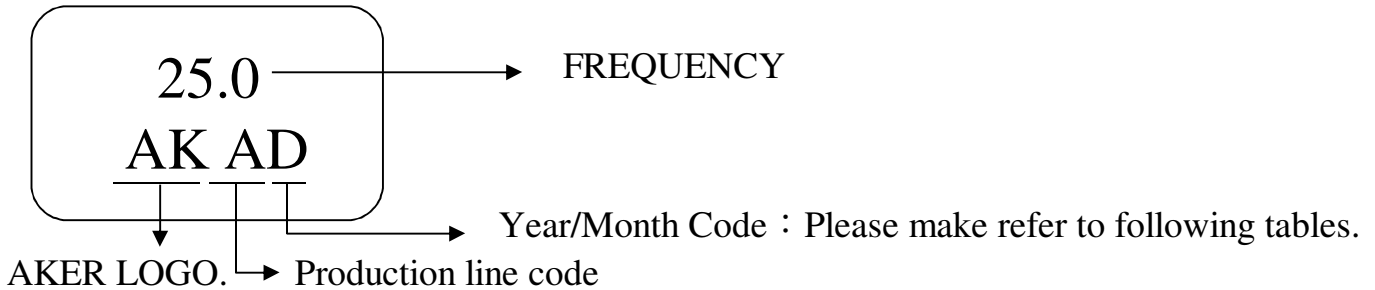 25.0
FREQUENCY
AK AD
Year/Month Code：Please make refer to following tables.
AKER LOGO.
Production line code